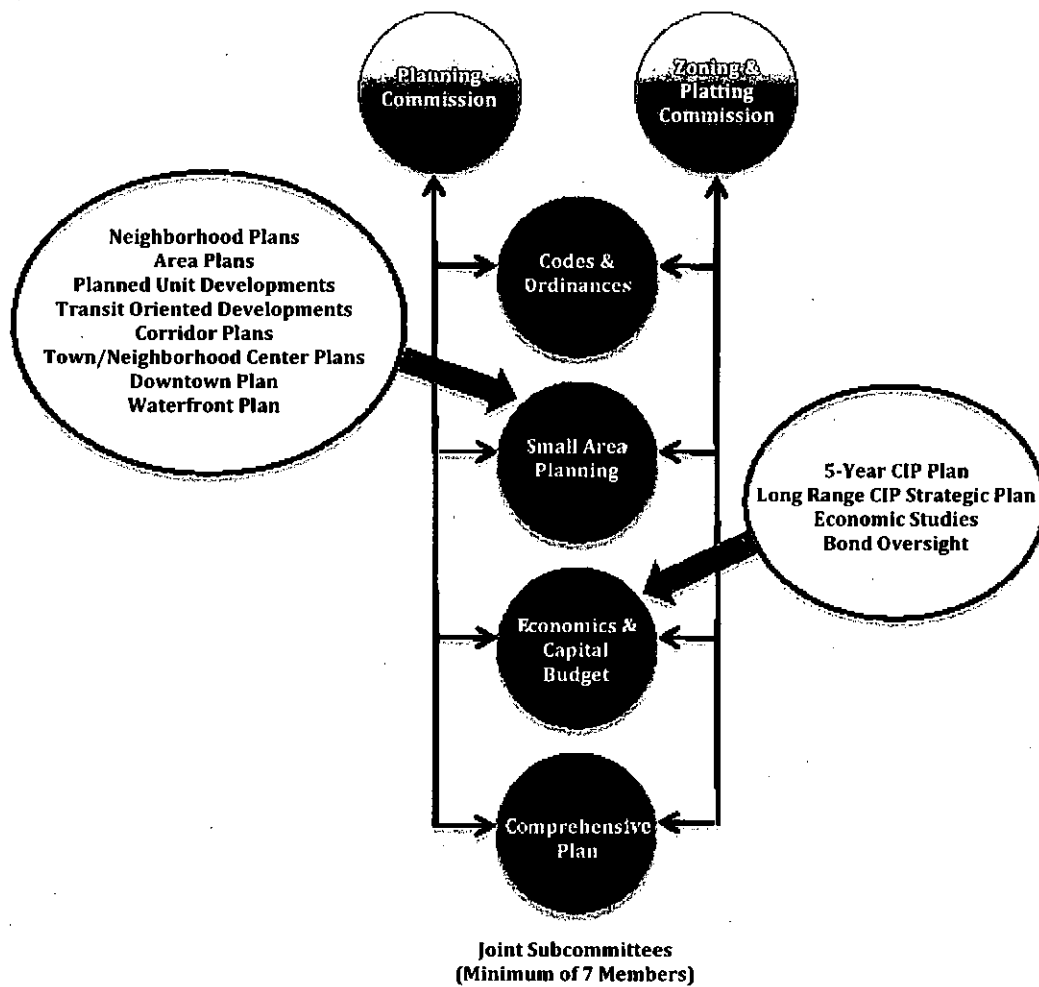 Planning
Commission
Zoning &
Platting
Commission
Neighborhood Plans
Area Plans
Planned Unit Developments
Transit Oriented Developments
Corridor Plans
Town/Neighborhood Center Plans
Downtown Plan
Waterfront Plan
Codes &
Ordinances
Small Area
Planning
5-Year CIP Plan
Long Range CIP Strategic Plan
Economic Studies
Bond Oversight
Economics &
Capital
Budget
Comprehensive
Plan
Joint Subcommittees
(Minimum of 7 Members)